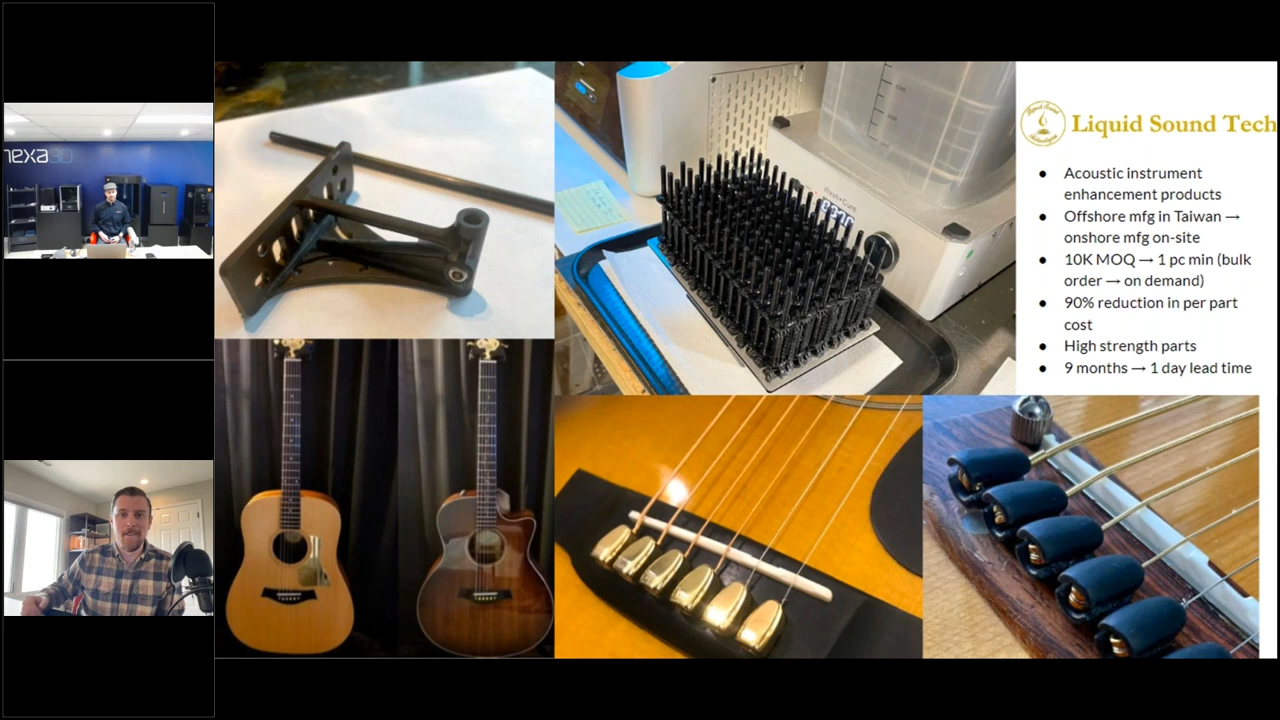 nexa3D
Liquid Sound Tech
● Acoustic instrument
enhancement products
● Offshore mfg in Taiwan →
onshore mfg on-site
● 10K MOQ → 1 pc min (bulk
order → on demand)
● 90% reduction in per part
cost
● High strength parts
● 9 months → 1 day lead time